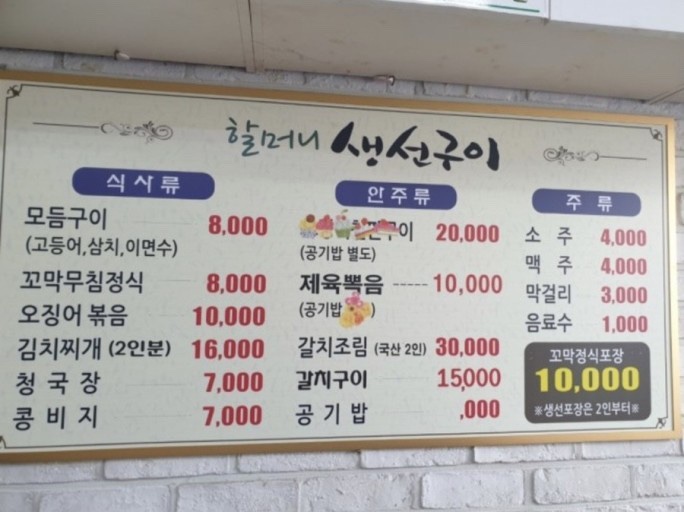 할머니 생선구이
식사류
모듬구이 8,000
(고등어,삼치,이면수)
꼬막무침정식 8,000
오징어볶음 10,000
김치찌개 (2인분) 16,000
청국장 7,000
콩비지 7,000
안주류
구이 20,000
(공기밥 별도)
제육뽁음 ----- 10,000
(공기밥 )
갈치조림 (국산 2인) 30,000
갈치구이 15,000
공기밥 ,000
주류
소주 4,000
맥주 4,000
막걸리 3,000
음료수 1,000
꼬막정식포장
10,000
※생선포장은 2인부터※